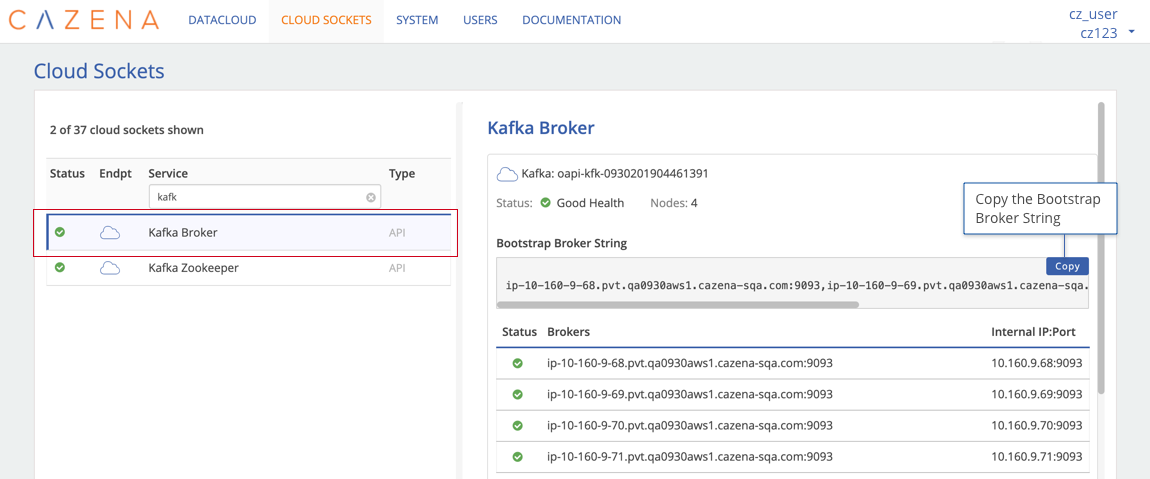 CAZENA
DATACLOUD
CLOUD SOCKETS
SYSTEM
USERS
DOCUMENTATION
cz_user
cz123
Cloud Sockets
2 of 37 cloud sockets shown
Status Endpt Service Type
kafk
Kafka Broker API
Kafka Zookeeper API
Kafka Broker
Kafka: oapi-kfk-0930201904461391
Status: Good Health Nodes: 4
Copy the Bootstrap
Broker String
Bootstrap Broker String
Copy
ip-10-160-9-68.pvt.qa0930aws1.cazena-sqa.com:9093,ip-10-160-9-69.pvt.qa0930aws1.cazena-sqa.
Status Brokers Internal IP:Port
ip-10-160-9-68.pvt.qa0930aws1.cazena-sqa.com:9093 10.160.9.68:9093
ip-10-160-9-69.pvt.qa0930aws1.cazena-sqa.com:9093 10.160.9.69:9093
ip-10-160-9-70.pvt.qa0930aws1.cazena-sqa.com:9093 10.160.9.70:9093
ip-10-160-9-71.pvt.qa0930aws1.cazena-sqa.com:9093 10.160.9.71:9093